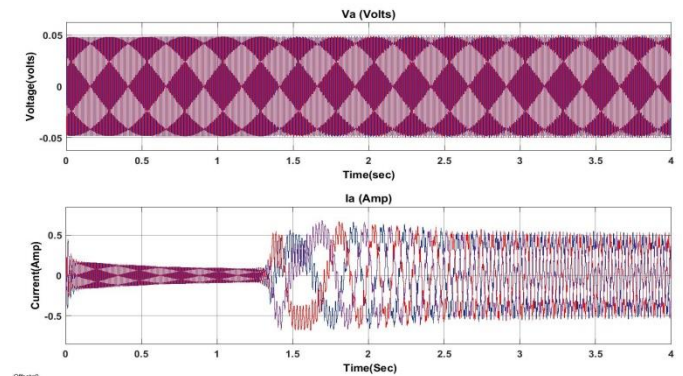 Va (Volts)
Voltage(volts)
0.05
0
-0.05
0 0.5 1 1.5 2 2.5 3 3.5 4
Time(sec)
Ia (Amp)
Current(Amp)
0.5
0
-0.5
0 0.5 1 1.5 2 2.5 3 3.5 4
Time(Sec)